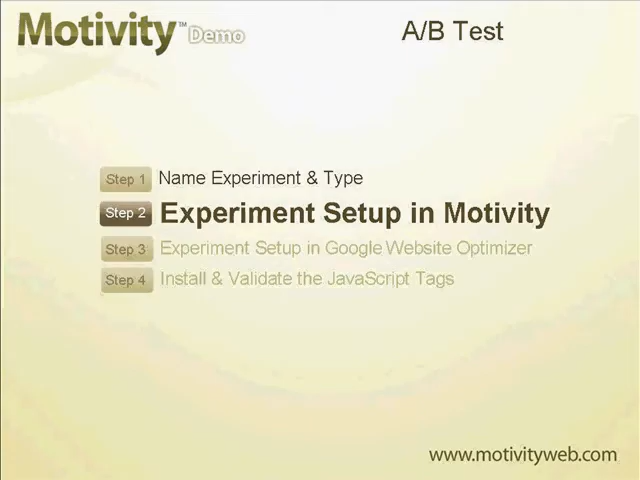 Motivity™ Demo
A/B Test
Step 1 Name Experiment & Type
Step 2 Experiment Setup in Motivity
Step 3 Experiment Setup in Google Website Optimizer
Step 4 Install & Validate the JavaScript Tags
www.motivityweb.com